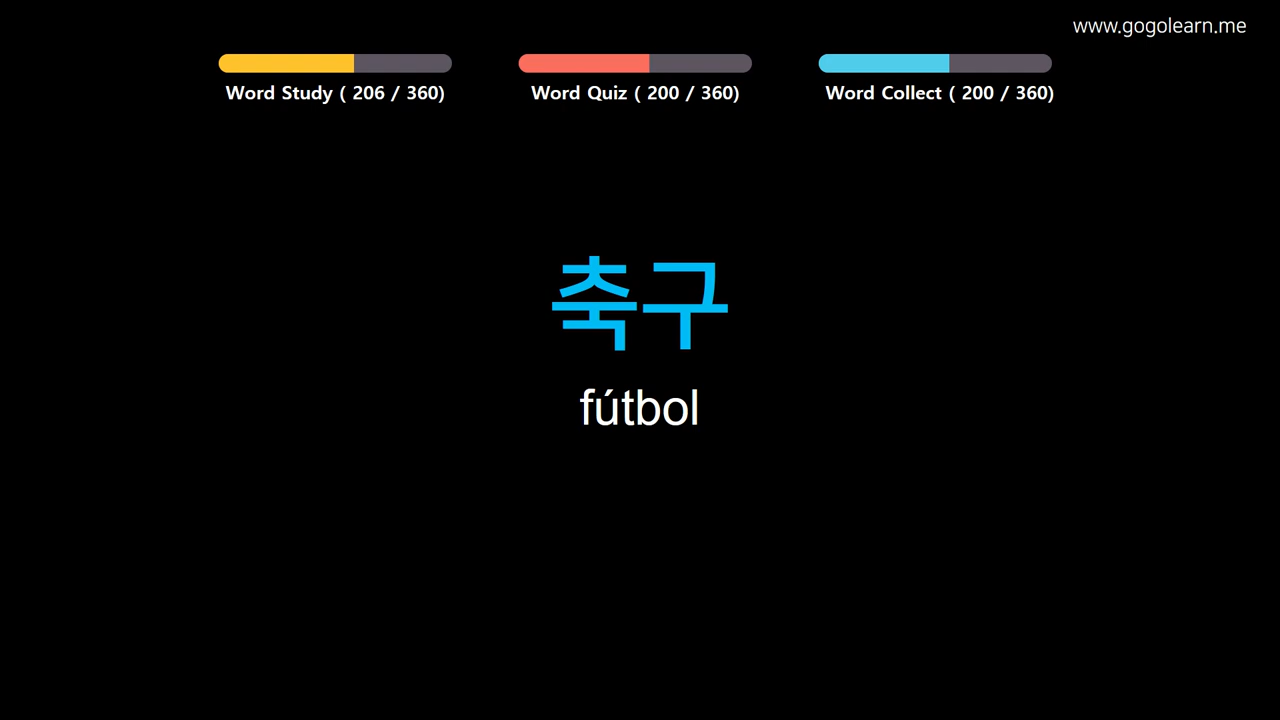 www.gogolearn.me
Word Study ( 206 / 360)
Word Quiz ( 200 / 360)
Word Collect ( 200 / 360)
축구
fútbol